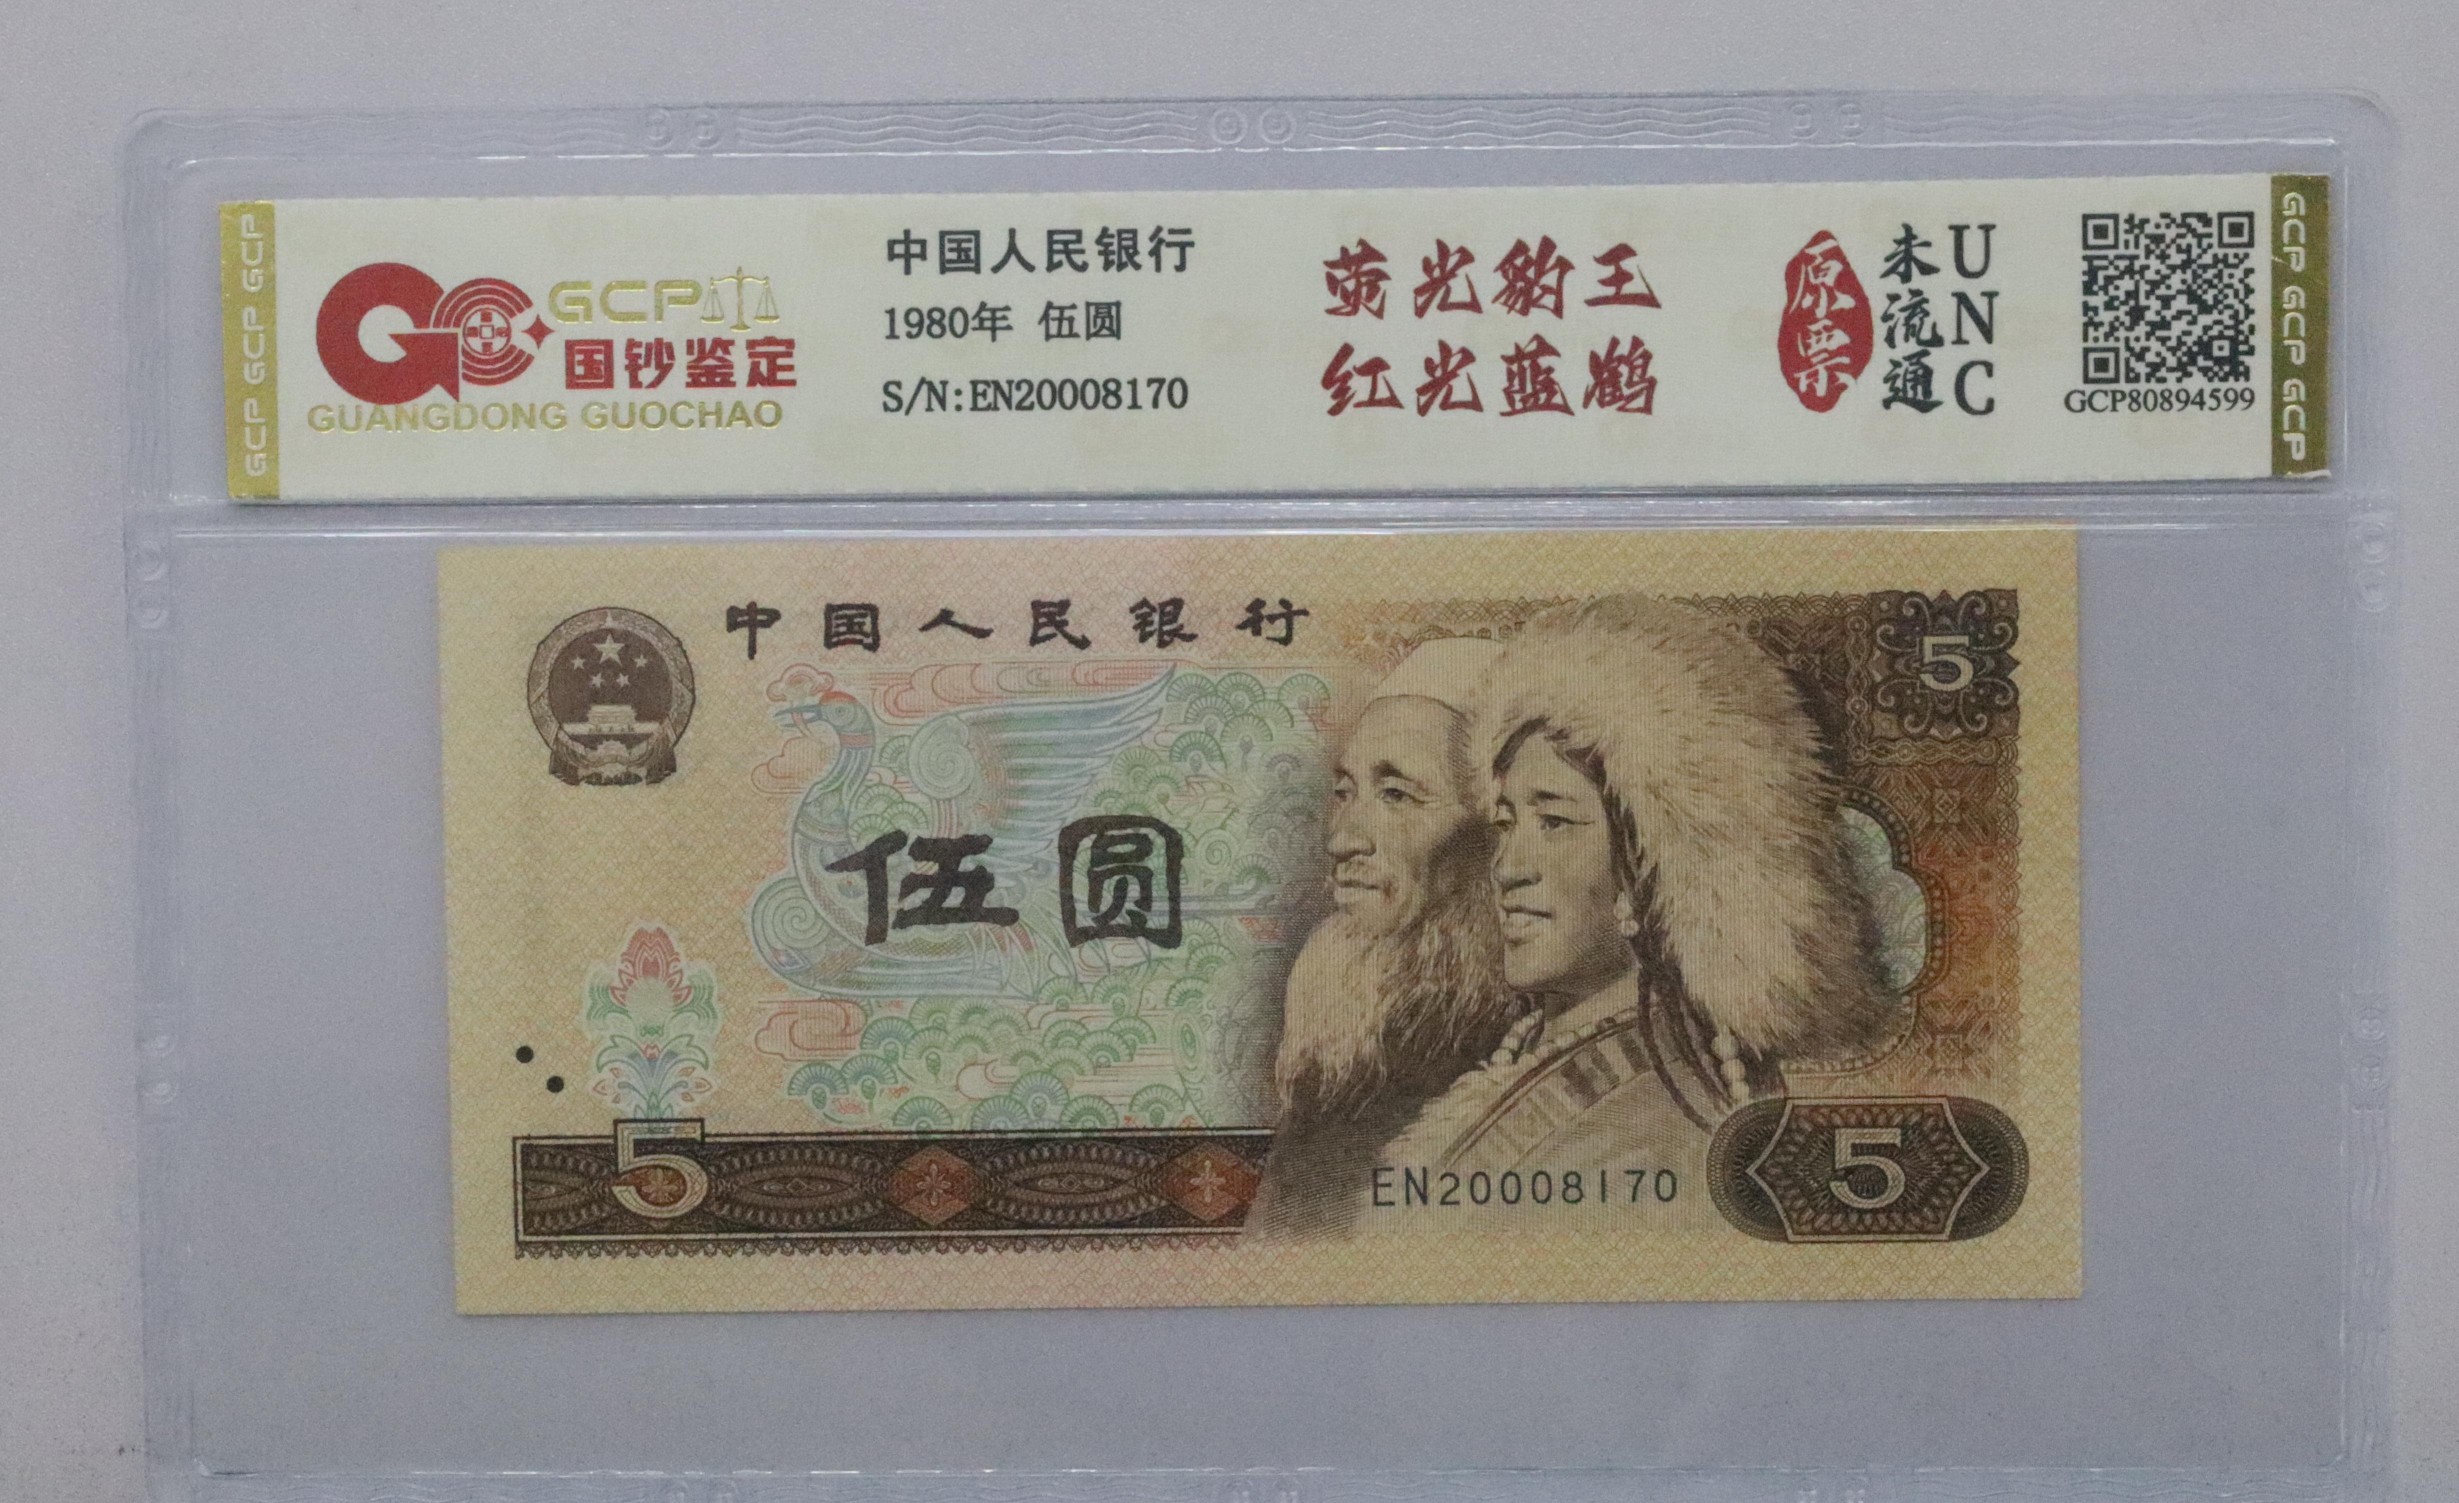 GCP GCP GCP
GCP
国钞鉴定
GUANGDONG GUOCHAO
中国人民银行
1980年 伍圆
S/N:EN20008170
荧光豹王
红光蓝鹤
原票
未流通
UNC
GCP80894599
GCP GCP GCP
中国人民银行
5
伍圆
5
EN20008170
5